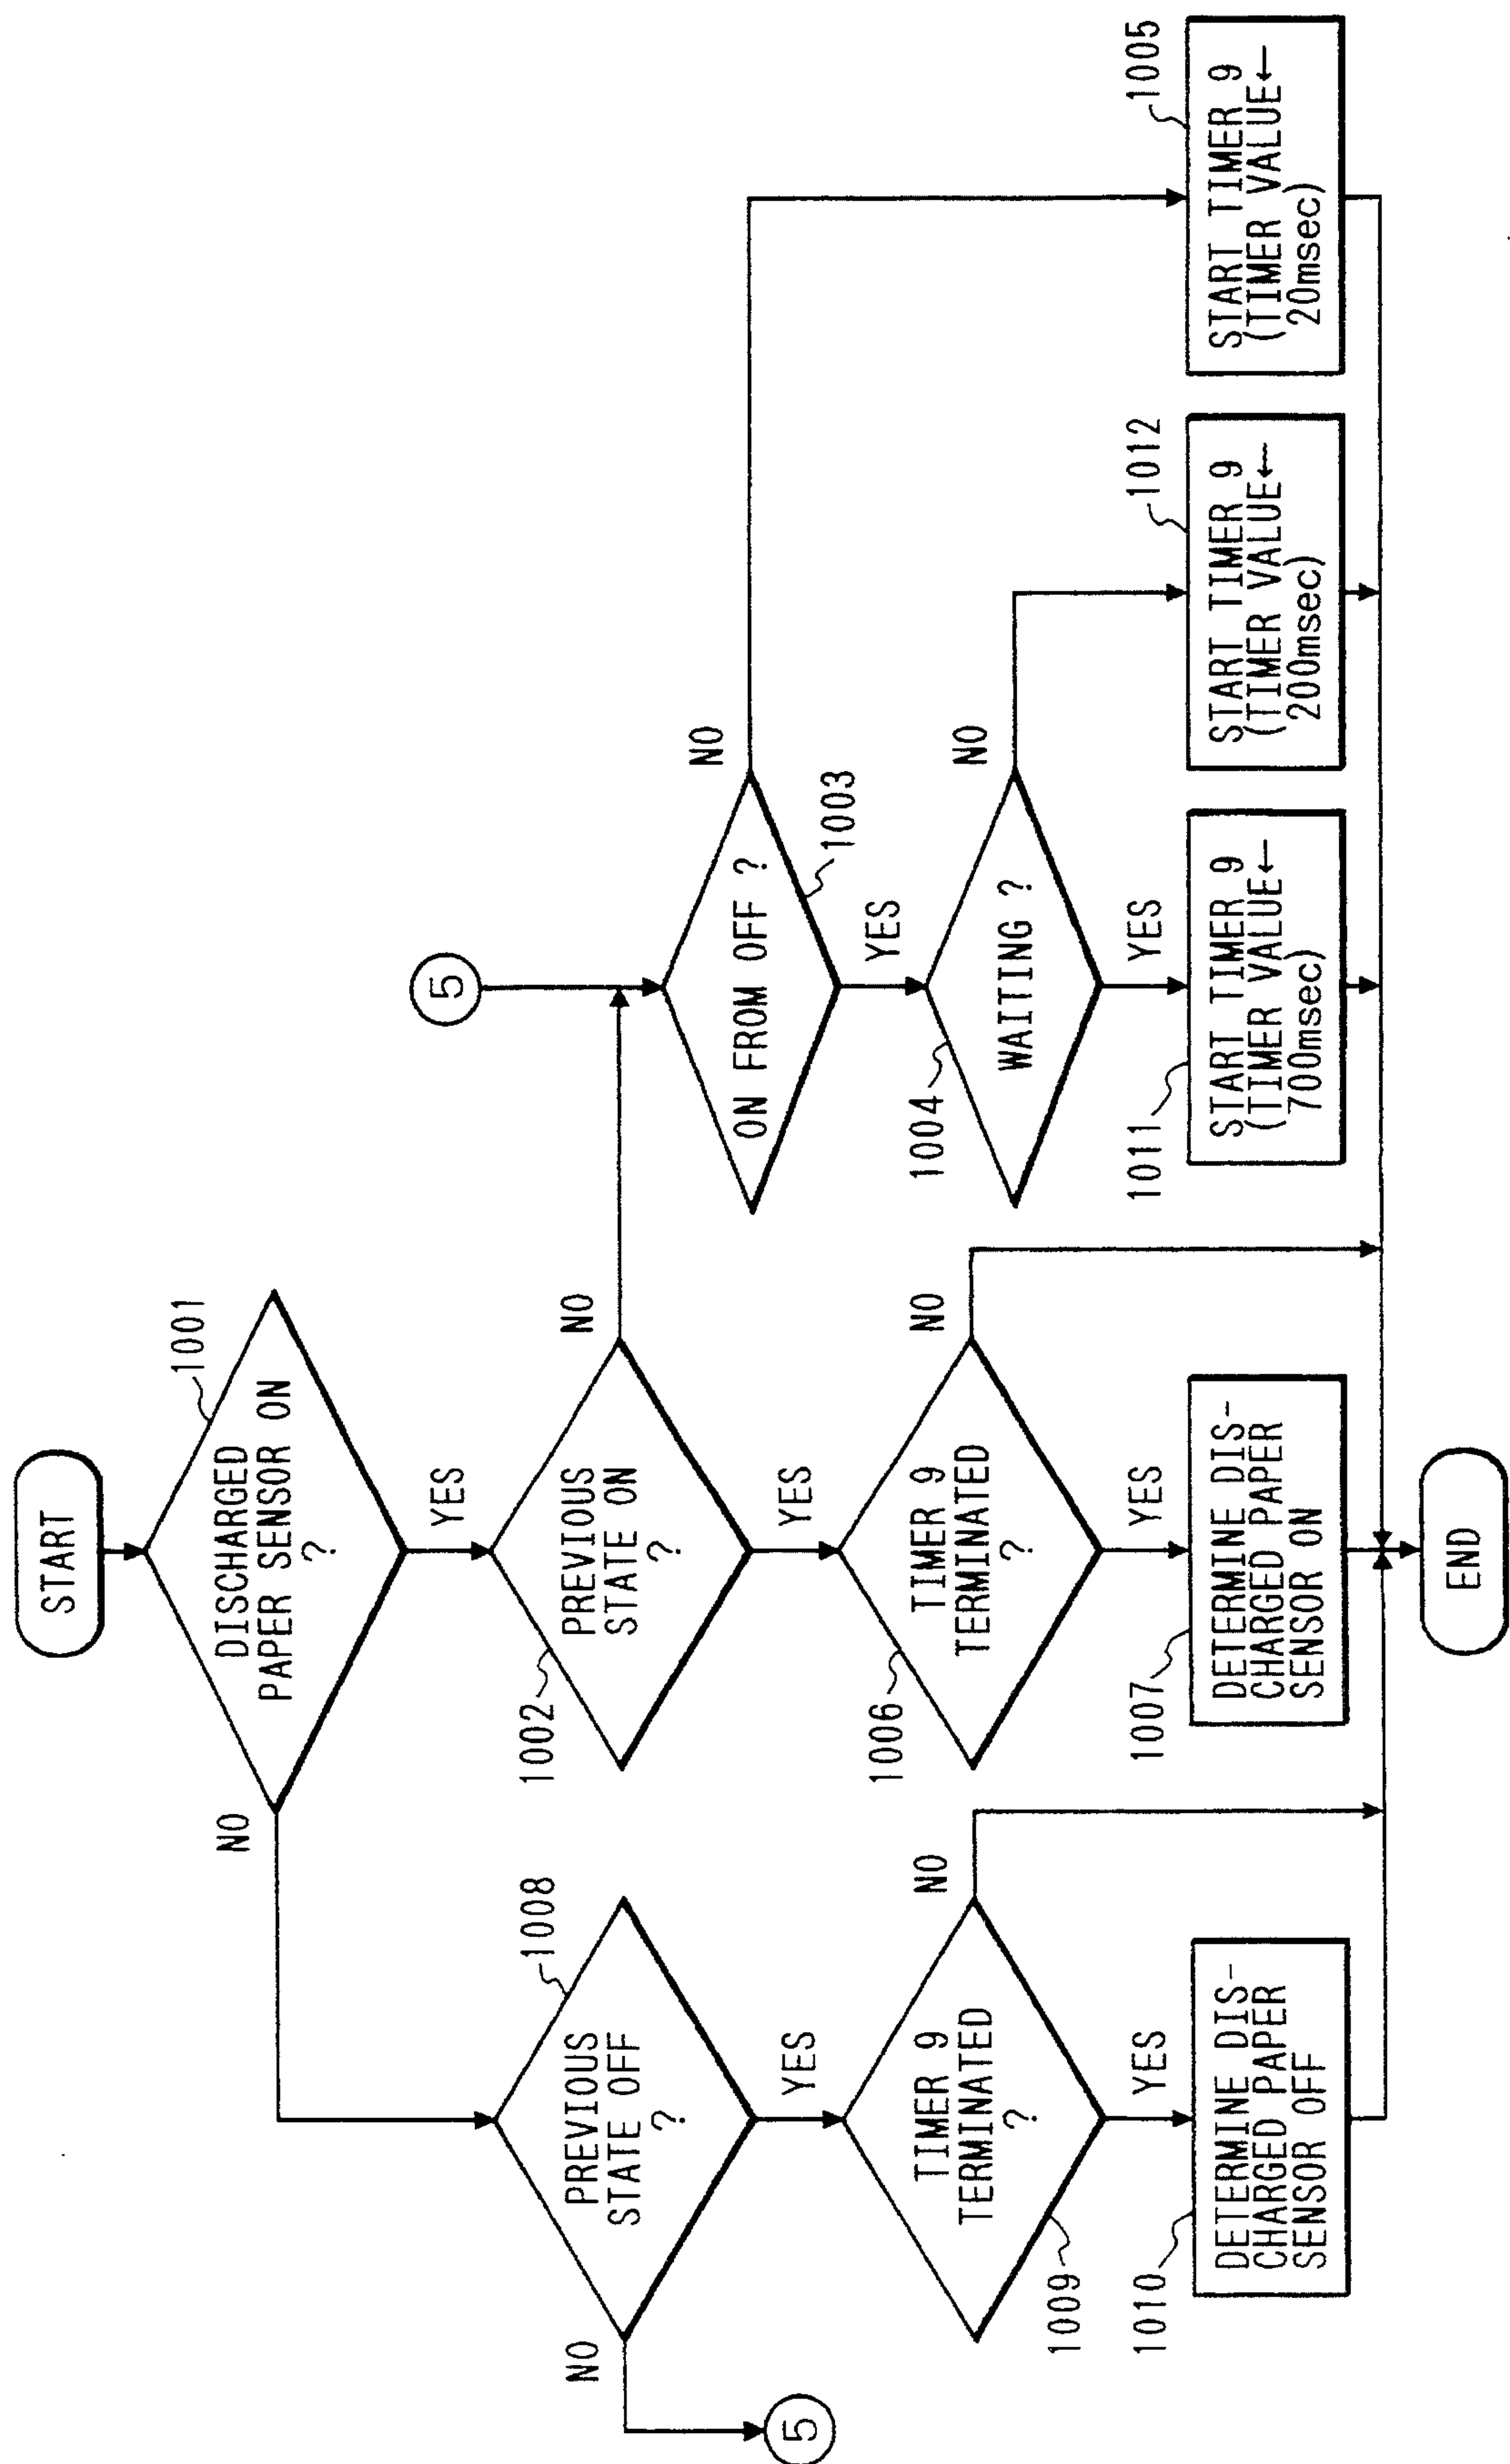 START
DISCHARGED
PAPER SENSOR ON
?
1001
NO
YES
PREVIOUS
STATE OFF
?
1008
NO
YES
5
PREVIOUS
STATE ON
?
1002
NO
YES
5
ON FROM OFF ?
1003
NO
YES
TIMER 9
TERMINATED
?
1009
NO
YES
TIMER 9
TERMINATED
?
1006
NO
YES
WAITING ?
1004
NO
YES
1010
DETERMINE DIS-
CHARGED PAPER
SENSOR OFF
1007
DETERMINE DIS-
CHARGED PAPER
SENSOR ON
1011
START TIMER 9
(TIMER VALUE←
700msec)
1012
START TIMER 9
(TIMER VALUE←
200msec)
1005
START TIMER 9
(TIMER VALUE←
20msec)
END